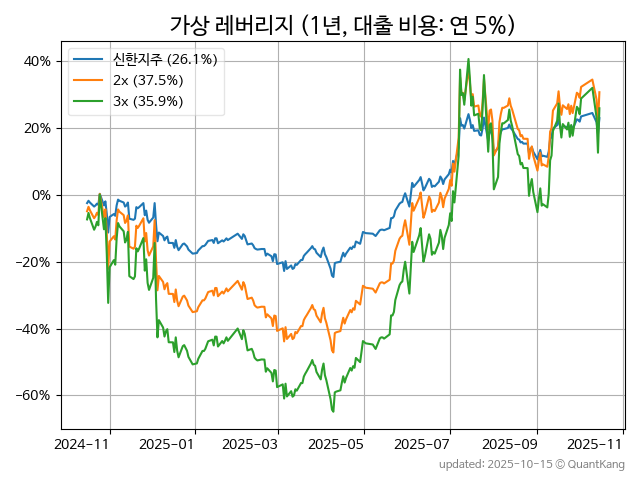 가상 레버리지 (1년, 대출 비용: 연 5%)
신한지주 (26.1%)
2x (37.5%)
3x (35.9%)
40%
20%
0%
−20%
−40%
−60%
2024-11 2025-01 2025-03 2025-05 2025-07 2025-09 2025-11
updated: 2025-10-15 © QuantKang